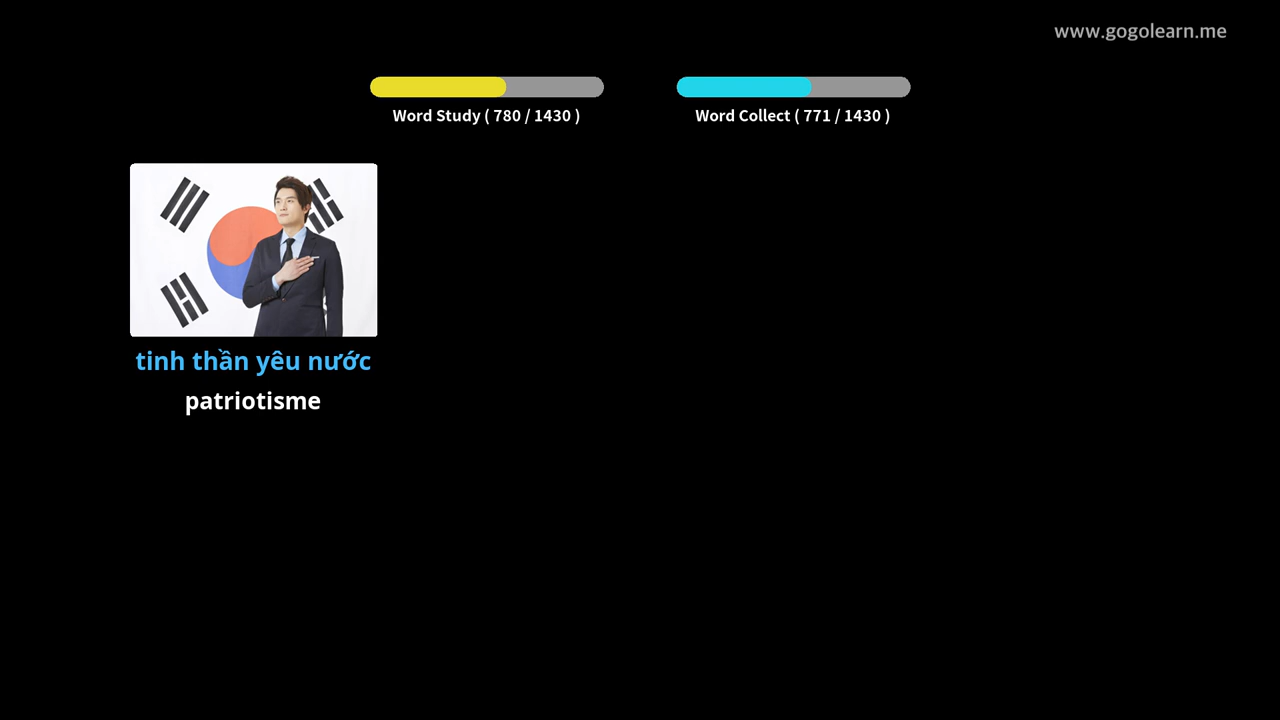 www.gogolearn.me
Word Study ( 780 / 1430 )
Word Collect ( 771 / 1430 )
tinh thần yêu nước
patriotisme